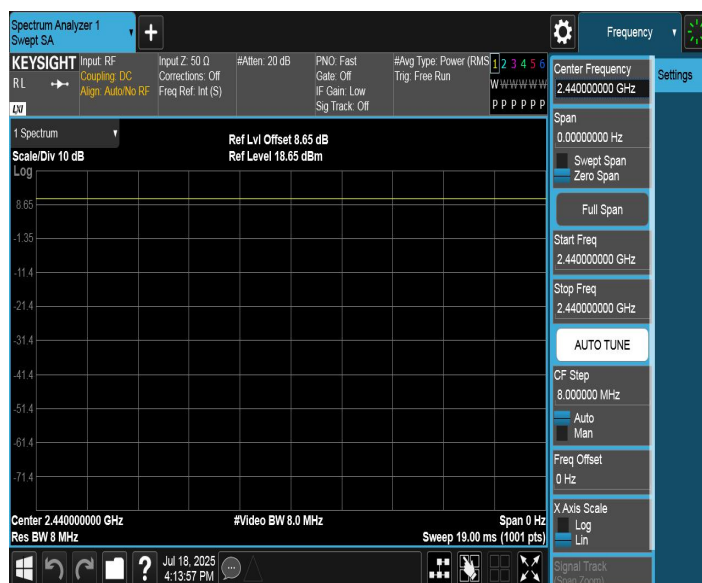 Spectrum Analyzer 1
Swept SA
Frequency
KEYSIGHT
RL
LXI
Input: RF
Coupling: DC
Align: Auto/No RF
Input Z: 50 Ω
Corrections: Off
Freq Ref: Int (S)
#Atten: 20 dB
PNO: Fast
Gate: Off
IF Gain: Low
Sig Track: Off
#Avg Type: Power (RMS
Trig: Free Run
1 2 3 4 5 6
W W W W W W
P P P P P P
1 Spectrum
Scale/Div 10 dB
Ref Lvl Offset 8.65 dB
Ref Level 18.65 dBm
Log
8.65
-1.35
-11.4
-21.4
-31.4
-41.4
-51.4
-61.4
-71.4
Center 2.440000000 GHz
#Video BW 8.0 MHz
Span 0 Hz
Res BW 8 MHz
Sweep 19.00 ms (1001 pts)
Center Frequency
2.440000000 GHz
Settings
Span
0.00000000 Hz
Swept Span
Zero Span
Full Span
Start Freq
2.440000000 GHz
Stop Freq
2.440000000 GHz
AUTO TUNE
CF Step
8.000000 MHz
Auto
Man
Freq Offset
0 Hz
X Axis Scale
Log
Lin
Signal Track
(Span Zoom)
?
Jul 18, 2025
4:13:57 PM